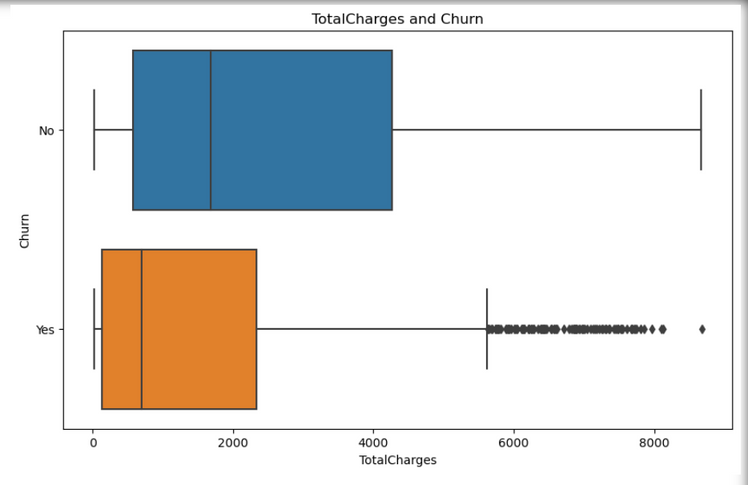 TotalCharges and Churn
No
Churn
Yes
0 2000 4000 6000 8000
TotalCharges